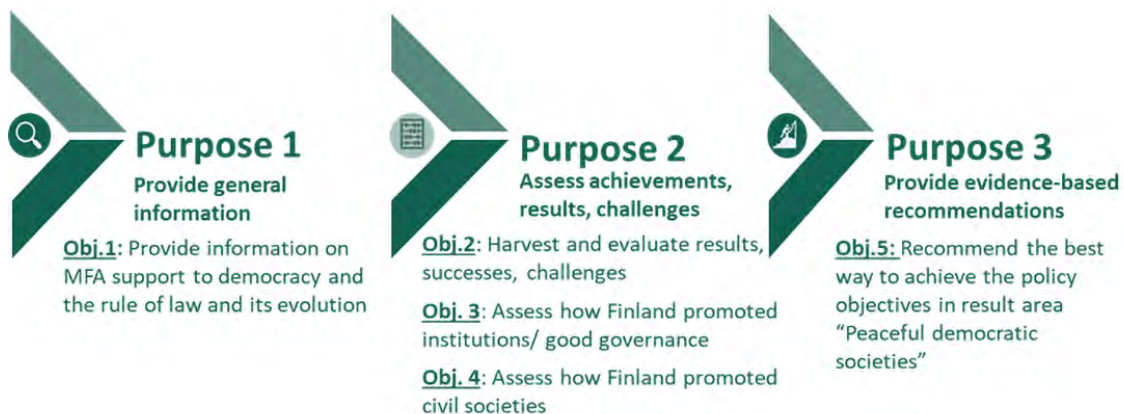 Purpose 1
Provide general
information
Obj.1: Provide information on
MFA support to democracy and
the rule of law and its evolution
Purpose 2
Assess achievements,
results, challenges
Obj.2: Harvest and evaluate results,
successes, challenges
Obj. 3: Assess how Finland promoted
institutions/ good governance
Obj. 4: Assess how Finland promoted
civil societies
Purpose 3
Provide evidence-based
recommendations
Obj.5: Recommend the best
way to achieve the policy
objectives in result area
“Peaceful democratic
societies”